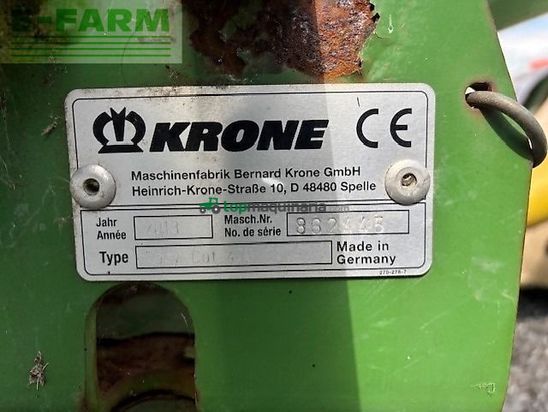 E-FARM
KRONE CE
Maschinenfabrik Bernard Krone GmbH
Heinrich-Krone-Straße 10, D 48480 Spelle
topmaquinaria
Jahr
Année
Masch.Nr.
No. de série
Type
Made in
Germany
270-278-7